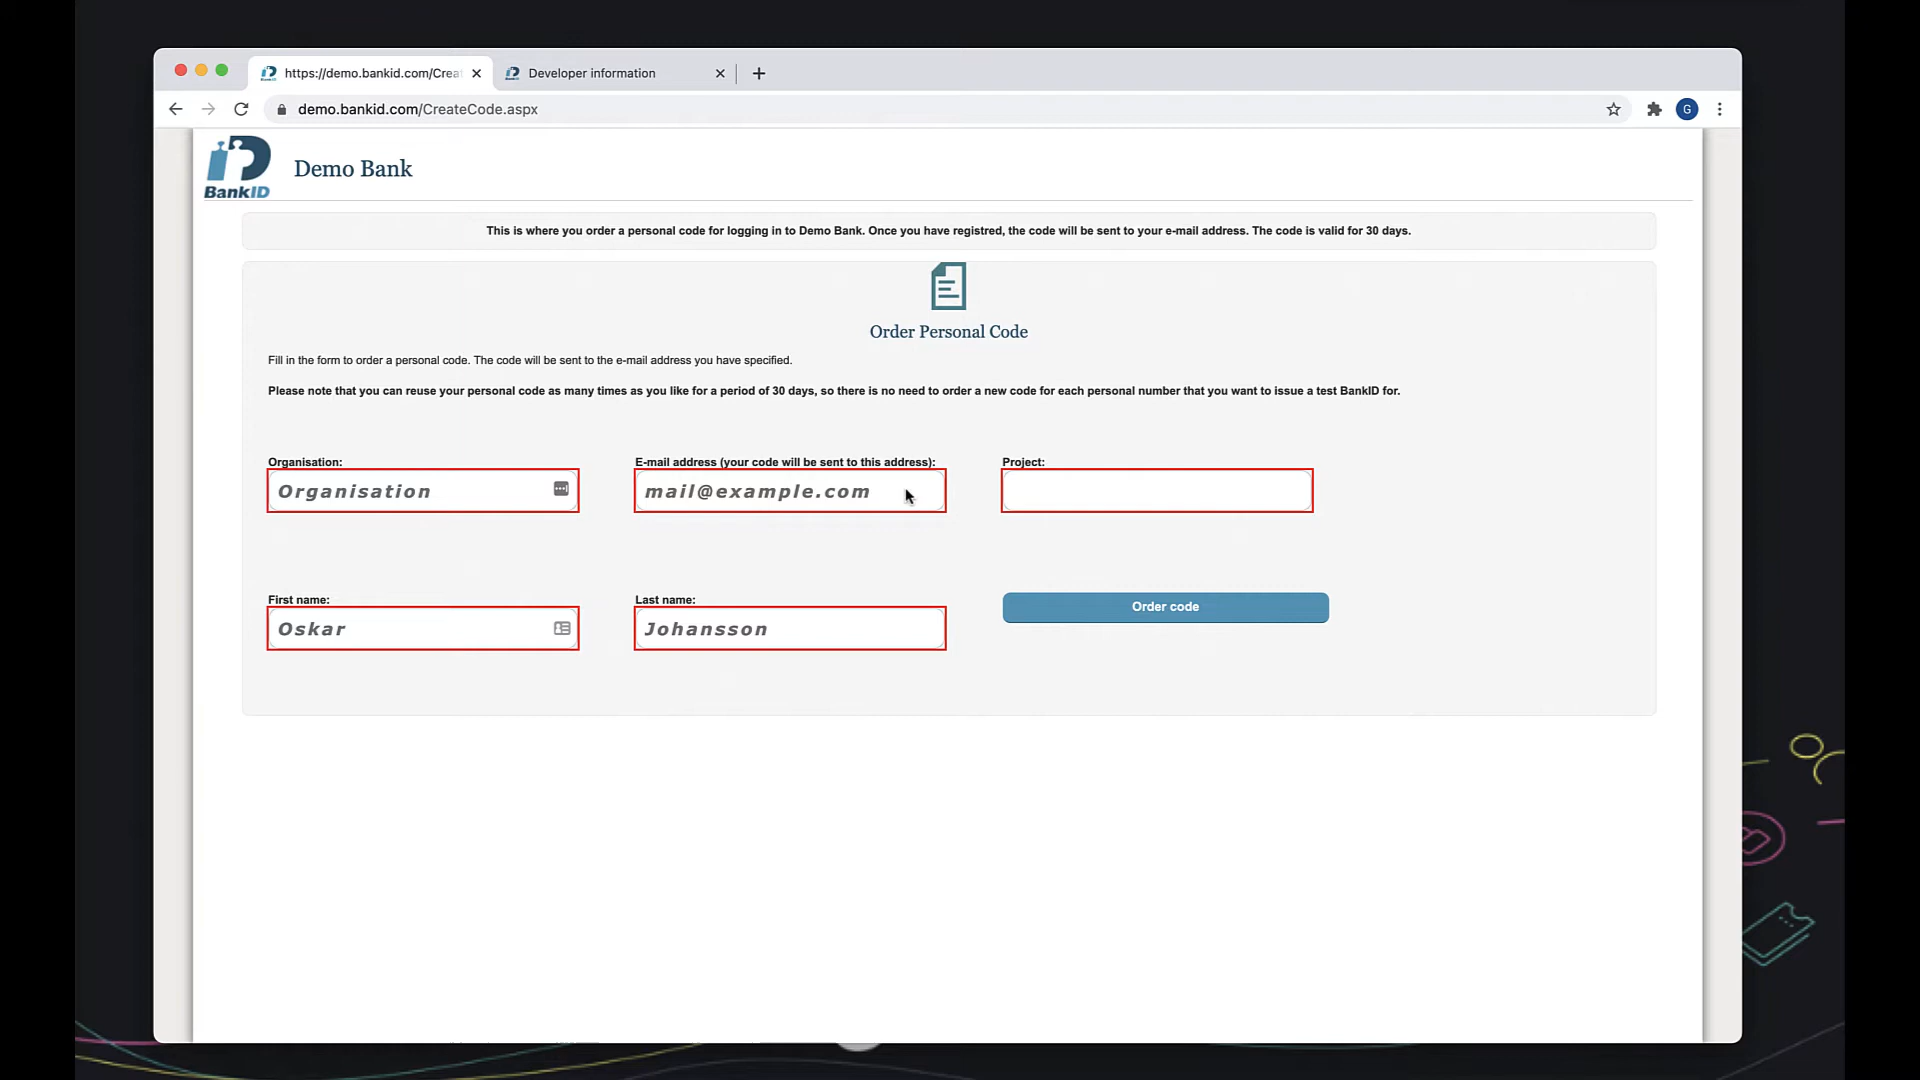 https://demo.bankid.com/Crea
Developer information
demo.bankid.com/CreateCode.aspx
G
BankID
Demo Bank
This is where you order a personal code for logging in to Demo Bank. Once you have registered, the code will be sent to your e-mail address. The code is valid for 30 days.
Order Personal Code
Fill in the form to order a personal code. The code will be sent to the e-mail address you have specified.
Please note that you can reuse your personal code as many times as you like for a period of 30 days, so there is no need to order a new code for each personal number that you want to issue a test BankID for.
Organisation:
E-mail address (your code will be sent to this address):
Project:
Organisation
mail@example.com
First name:
Last name:
Order code
Oskar
Johansson